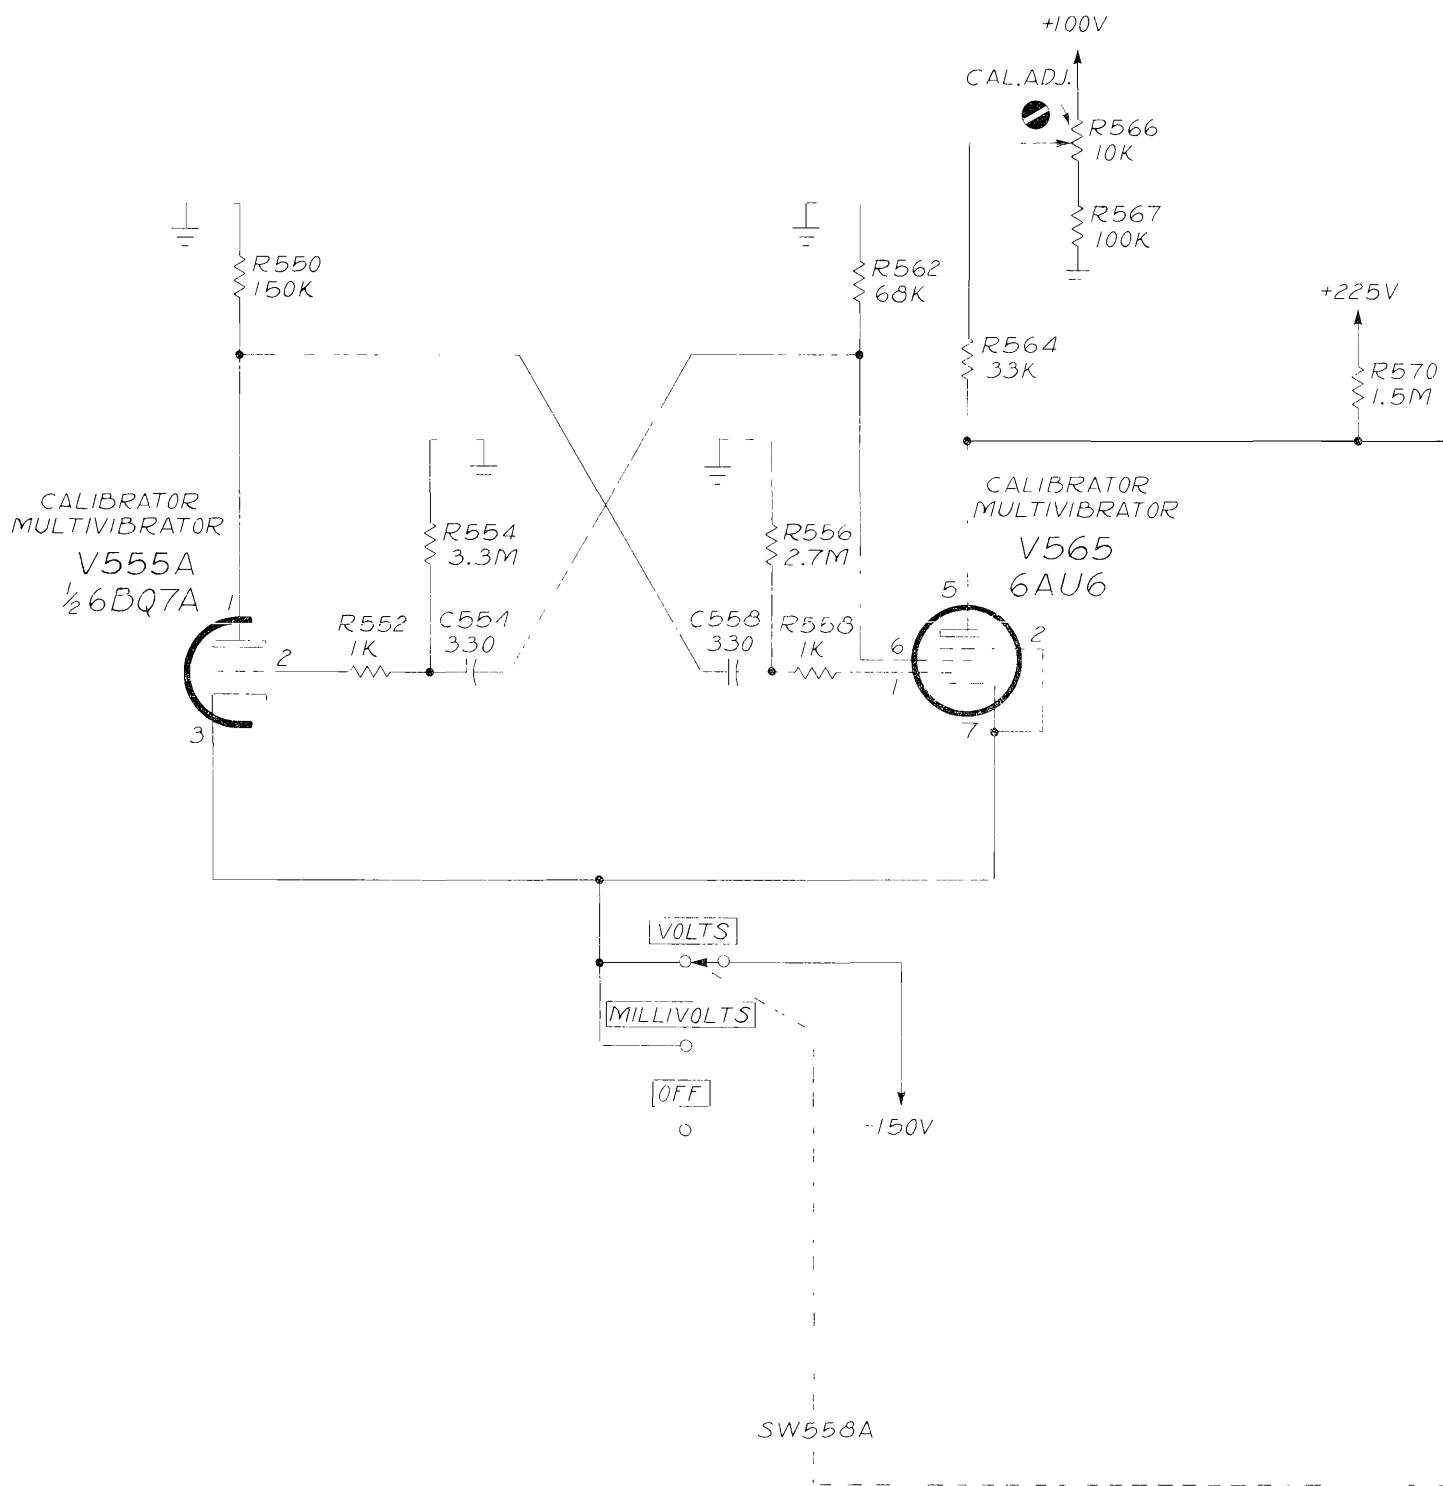 +100V
CAL.ADJ.
R566
10K
R567
100K
R550
150K
R562
68K
+225V
R564
33K
R570
1.5M
CALIBRATOR
MULTIVIBRATOR
V555A
½6BQ7A
CALIBRATOR
MULTIVIBRATOR
V565
6AU6
R554
3.3M
R556
2.7M
1
2
3
R552
1K
C554
330
C558
330
R558
1K
5
6
1
2
7
VOLTS
MILLIVOLTS
OFF
-150V
SW558A